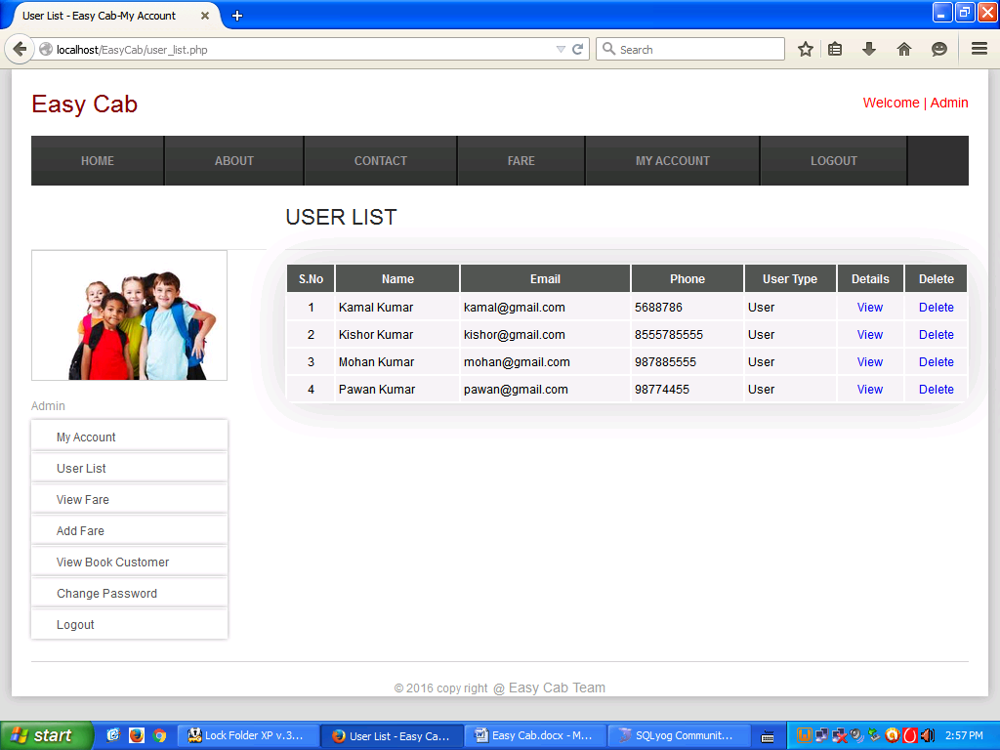 User List - Easy Cab-My Account
localhost/EasyCab/user_list.php
Search
Easy Cab
Welcome | Admin
HOME ABOUT CONTACT FARE MY ACCOUNT LOGOUT
USER LIST
S.No Name Email Phone User Type Details Delete
1 Kamal Kumar kamal@gmail.com 5688786 User View Delete
2 Kishor Kumar kishor@gmail.com 8555785555 User View Delete
3 Mohan Kumar mohan@gmail.com 987885555 User View Delete
4 Pawan Kumar pawan@gmail.com 98774455 User View Delete
Admin
My Account
User List
View Fare
Add Fare
View Book Customer
Change Password
Logout
© 2016 copy right @ Easy Cab Team
start Lock Folder XP v.3... User List - Easy Ca... Easy Cab.docx - M... SQLyog Communit... 2:57 PM